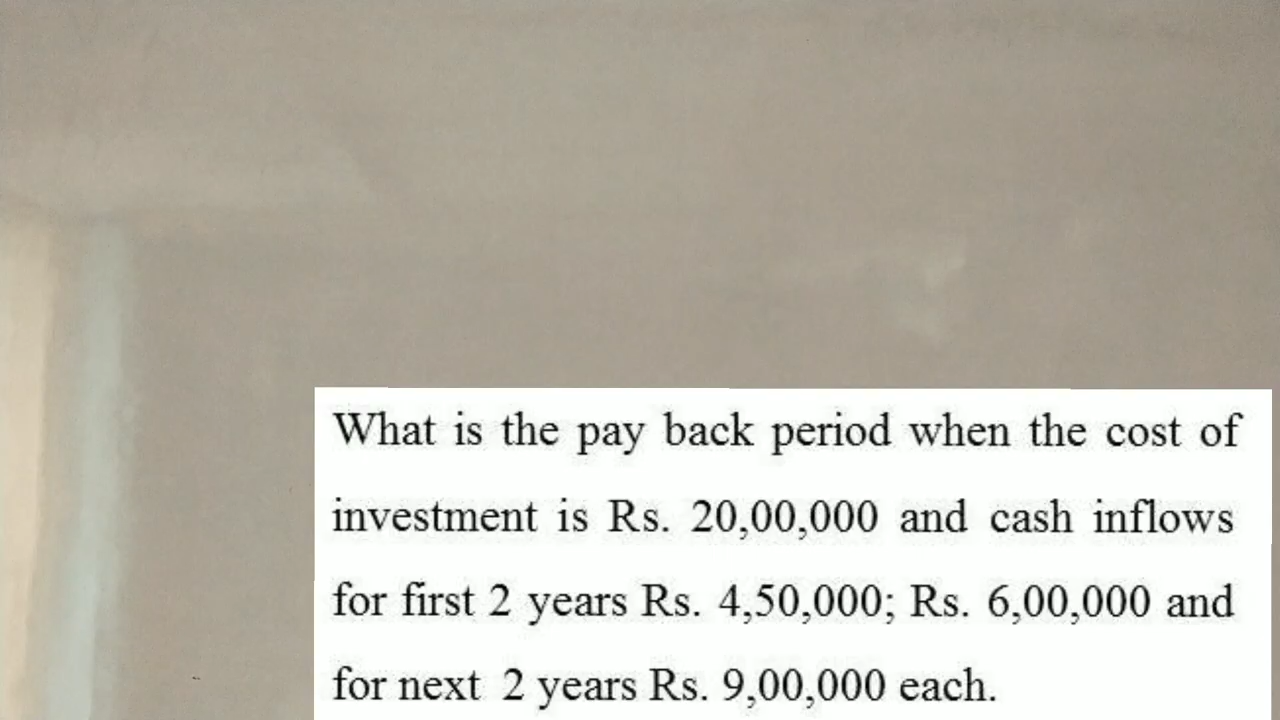 What is the pay back period when the cost of
investment is Rs. 20,00,000 and cash inflows
for first 2 years Rs. 4,50,000; Rs. 6,00,000 and
for next 2 years Rs. 9,00,000 each.